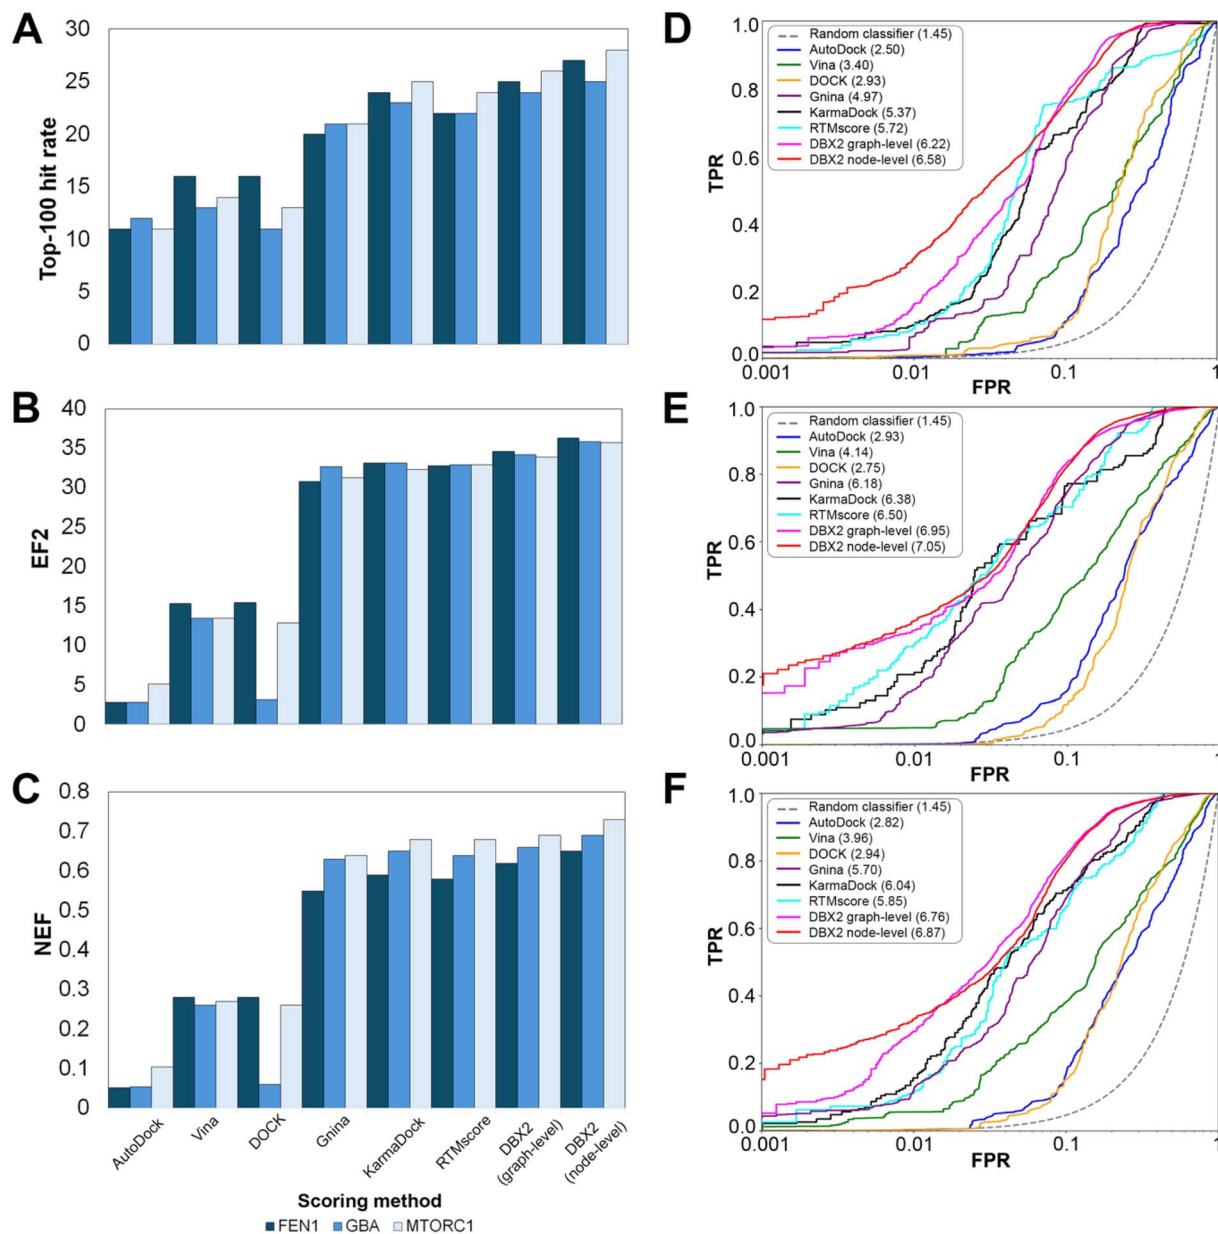 A
30
25
20
15
10
5
0
Top-100 hit rate
B
40
35
30
25
20
15
10
5
0
EF2
C
0.8
0.7
0.6
0.5
0.4
0.3
0.2
0.1
0
NEF
AutoDock
Vina
DOCK
Gnina
KarmaDock
RTMscore
DBX2
(graph-level)
DBX2
(node-level)
Scoring method
FEN1 GBA MTORC1
D
1.0
0.8
0.6
0.4
0.2
0.0
TPR
Random classifier (1.45)
AutoDock (2.50)
Vina (3.40)
DOCK (2.93)
Gnina (4.97)
KarmaDock (5.37)
RTMscore (5.72)
DBX2 graph-level (6.22)
DBX2 node-level (6.58)
0.001 0.01 0.1 1
FPR
E
1.0
0.8
0.6
0.4
0.2
0.0
TPR
Random classifier (1.45)
AutoDock (2.93)
Vina (4.14)
DOCK (2.75)
Gnina (6.18)
KarmaDock (6.38)
RTMscore (6.50)
DBX2 graph-level (6.95)
DBX2 node-level (7.05)
0.001 0.01 0.1 1
FPR
F
1.0
0.8
0.6
0.4
0.2
0.0
TPR
Random classifier (1.45)
AutoDock (2.82)
Vina (3.96)
DOCK (2.94)
Gnina (5.70)
KarmaDock (6.04)
RTMscore (5.85)
DBX2 graph-level (6.76)
DBX2 node-level (6.87)
0.001 0.01 0.1 1
FPR